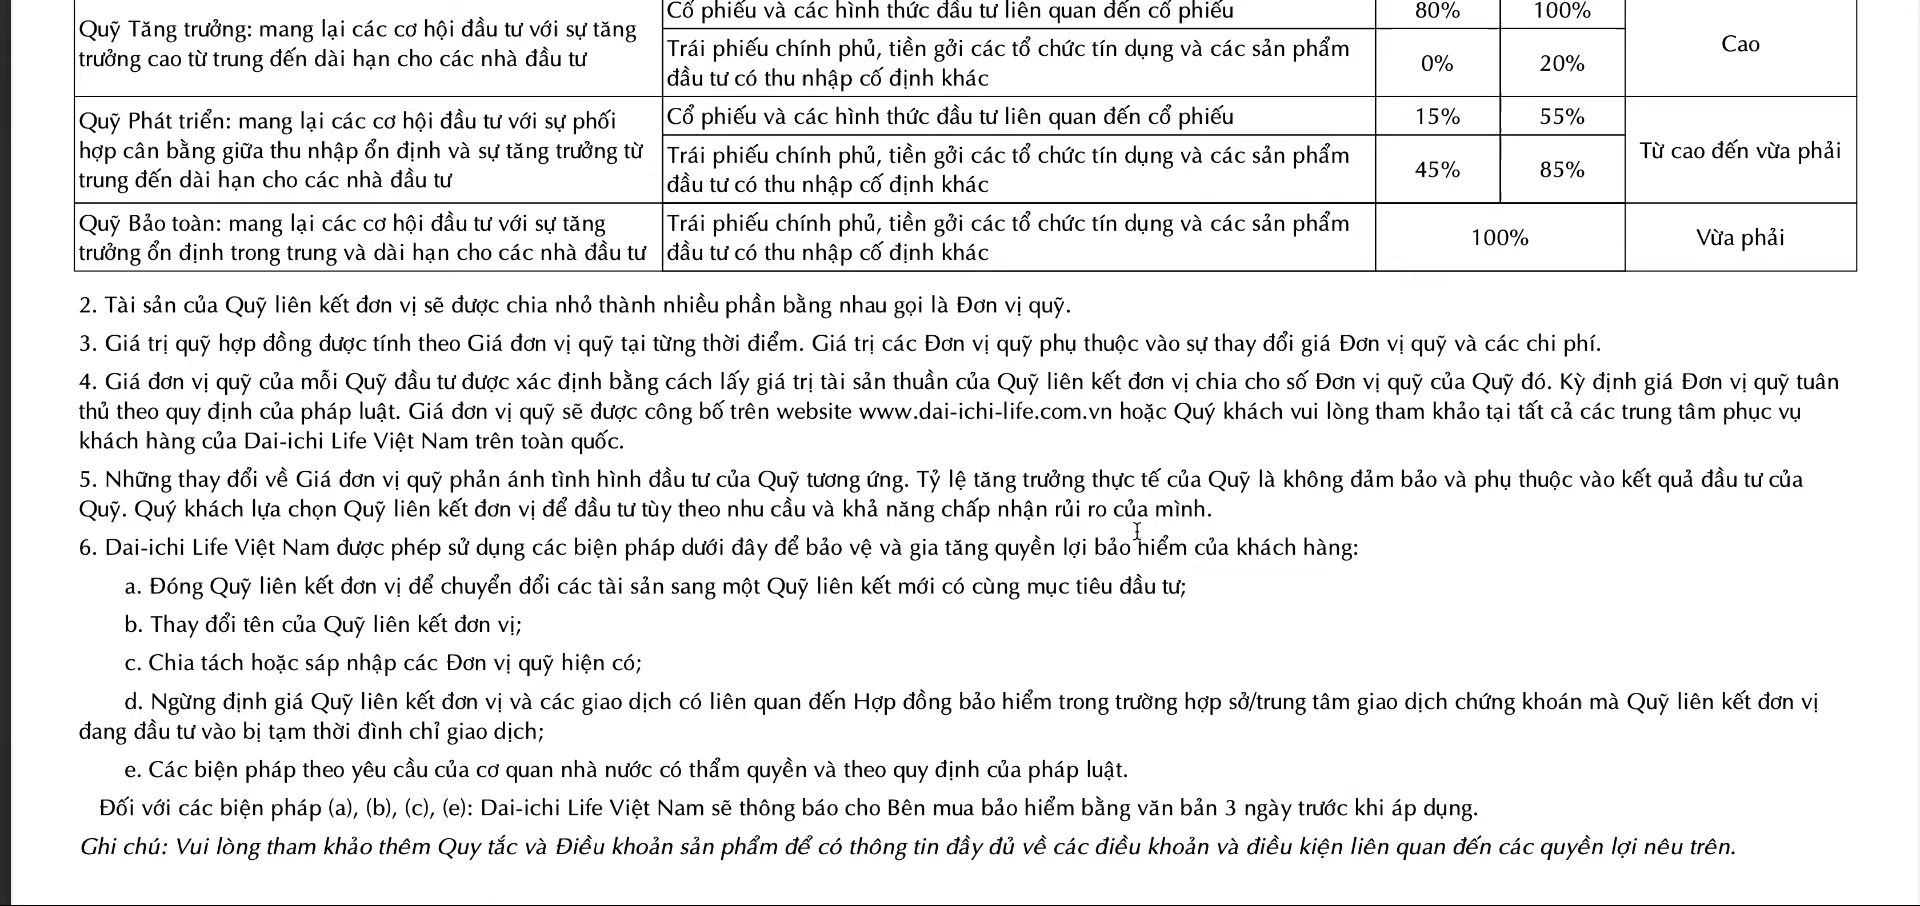 Cổ phiếu và các hình thức đầu tư liên quan đến cổ phiếu 80% 100%
Quỹ Tăng trưởng: mang lại các cơ hội đầu tư với sự tăng
trưởng cao từ trung đến dài hạn cho các nhà đầu tư
Trái phiếu chính phủ, tiền gởi các tổ chức tín dụng và các sản phẩm
đầu tư có thu nhập cố định khác
0% 20%
Cao
Quỹ Phát triển: mang lại các cơ hội đầu tư với sự phối
hợp cân bằng giữa thu nhập ổn định và sự tăng trưởng từ
trung đến dài hạn cho các nhà đầu tư
Cổ phiếu và các hình thức đầu tư liên quan đến cổ phiếu 15% 55%
Trái phiếu chính phủ, tiền gởi các tổ chức tín dụng và các sản phẩm
đầu tư có thu nhập cố định khác
45% 85%
Từ cao đến vừa phải
Quỹ Bảo toàn: mang lại các cơ hội đầu tư với sự tăng
trưởng ổn định trong trung và dài hạn cho các nhà đầu tư
Trái phiếu chính phủ, tiền gởi các tổ chức tín dụng và các sản phẩm
đầu tư có thu nhập cố định khác
100%
Vừa phải
2. Tài sản của Quỹ liên kết đơn vị sẽ được chia nhỏ thành nhiều phần bằng nhau gọi là Đơn vị quỹ.
3. Giá trị quỹ hợp đồng được tính theo Giá đơn vị quỹ tại từng thời điểm. Giá trị các Đơn vị quỹ phụ thuộc vào sự thay đổi giá Đơn vị quỹ và các chi phí.
4. Giá đơn vị quỹ của mỗi Quỹ đầu tư được xác định bằng cách lấy giá trị tài sản thuần của Quỹ liên kết đơn vị chia cho số Đơn vị quỹ của Quỹ đó. Kỳ định giá Đơn vị quỹ tuân
thủ theo quy định của pháp luật. Giá đơn vị quỹ sẽ được công bố trên website www.dai-ichi-life.com.vn hoặc Quý khách vui lòng tham khảo tại tất cả các trung tâm phục vụ
khách hàng của Dai-ichi Life Việt Nam trên toàn quốc.
5. Những thay đổi về Giá đơn vị quỹ phản ánh tình hình đầu tư của Quỹ tương ứng. Tỷ lệ tăng trưởng thực tế của Quỹ là không đảm bảo và phụ thuộc vào kết quả đầu tư của
Quỹ. Quý khách lựa chọn Quỹ liên kết đơn vị để đầu tư tùy theo nhu cầu và khả năng chấp nhận rủi ro của mình.
6. Dai-ichi Life Việt Nam được phép sử dụng các biện pháp dưới đây để bảo vệ và gia tăng quyền lợi bảo hiểm của khách hàng:
a. Đóng Quỹ liên kết đơn vị để chuyển đổi các tài sản sang một Quỹ liên kết mới có cùng mục tiêu đầu tư;
b. Thay đổi tên của Quỹ liên kết đơn vị;
c. Chia tách hoặc sáp nhập các Đơn vị quỹ hiện có;
d. Ngừng định giá Quỹ liên kết đơn vị và các giao dịch có liên quan đến Hợp đồng bảo hiểm trong trường hợp sở/trung tâm giao dịch chứng khoán mà Quỹ liên kết đơn vị
đang đầu tư vào bị tạm thời đình chỉ giao dịch;
e. Các biện pháp theo yêu cầu của cơ quan nhà nước có thẩm quyền và theo quy định của pháp luật.
Đối với các biện pháp (a), (b), (c), (e): Dai-ichi Life Việt Nam sẽ thông báo cho Bên mua bảo hiểm bằng văn bản 3 ngày trước khi áp dụng.
Ghi chú: Vui lòng tham khảo thêm Quy tắc và Điều khoản sản phẩm để có thông tin đầy đủ về các điều khoản và điều kiện liên quan đến các quyền lợi nêu trên.